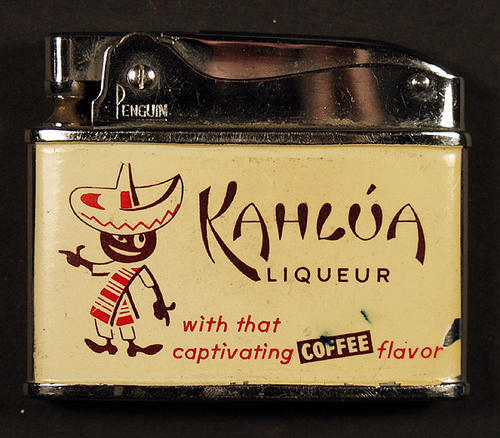 PENGUIN
KAHLÚA
LIQUEUR
with that
captivating COFFEE flavor